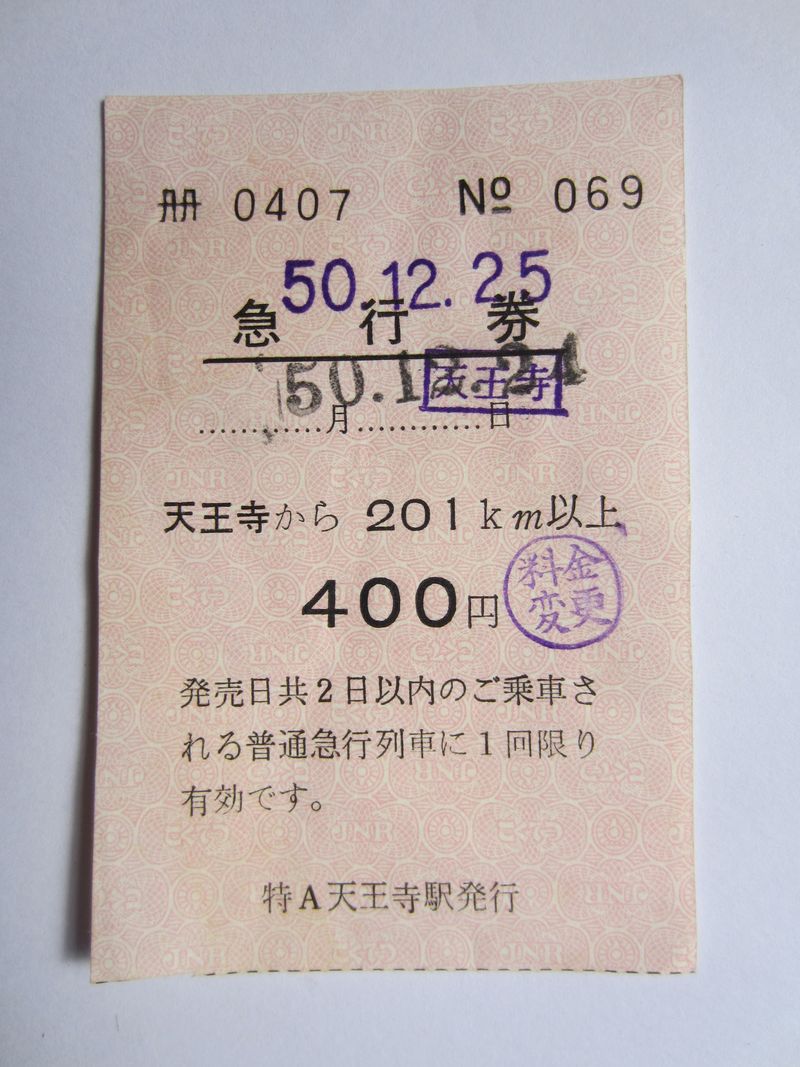 冊 0407 No 069
50.12.25
急行券
50.12.24
天王寺
............月............日
天王寺から 201km以上
400円
料金
変更
発売日共2日以内のご乗車さ
れる普通急行列車に1回限り
有効です。
特A天王寺駅発行